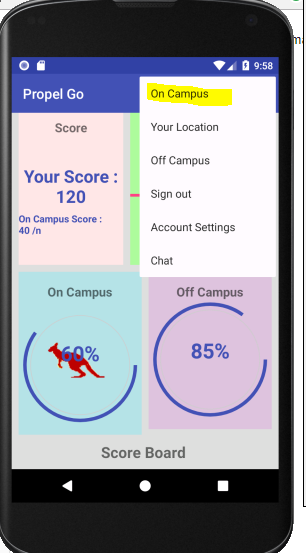 9:58
Propel Go
On Campus
Your Location
Off Campus
Sign out
Account Settings
Chat
Score
Your Score :
120
On Campus Score :
40 /n
On Campus
60%
Off Campus
85%
Score Board